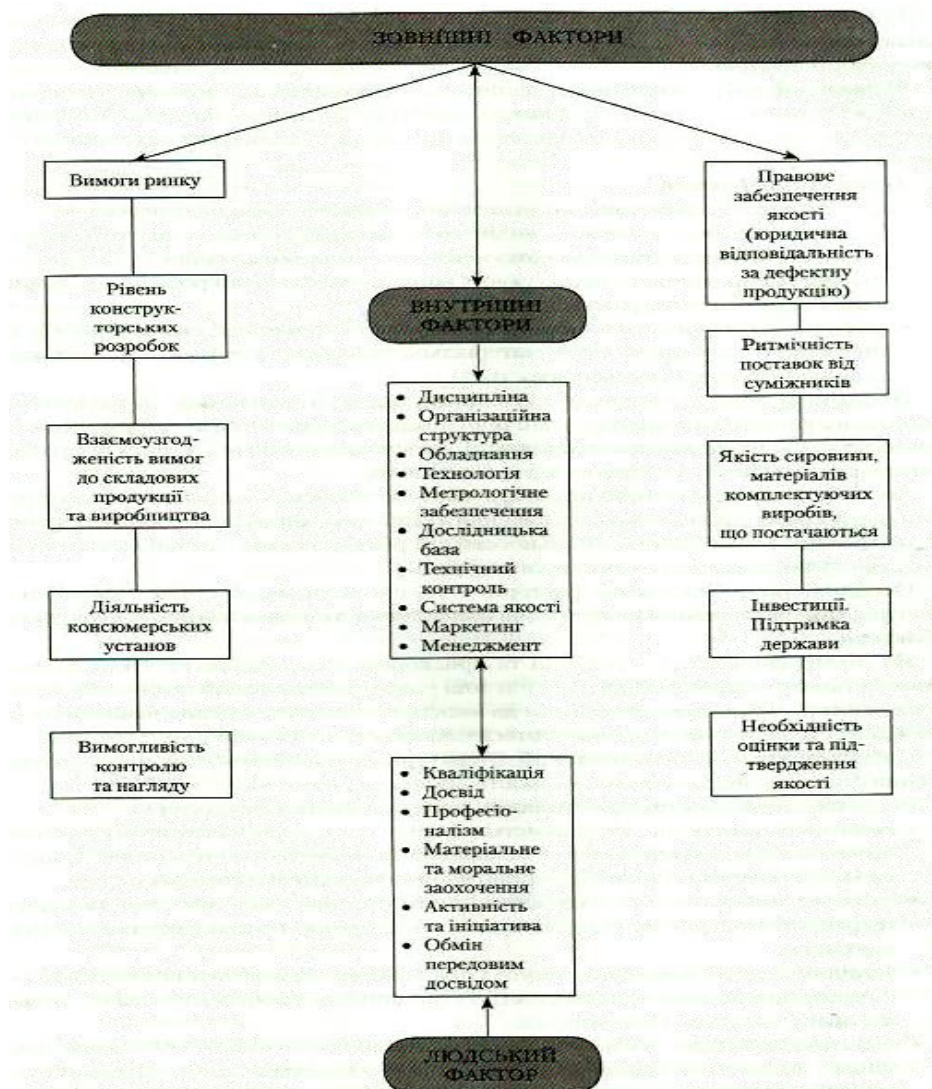 ЗОВНІШНІ ФАКТОРИ
Вимоги ринку
Рівень
конструк-
торських
розробок
Взаємоузгод-
женість вимог
до складових
продукції
та виробництва
Діяльність
консюмерських
установ
Вимогливість
контролю
та нагляду
ВНУТРІШНІ
ФАКТОРИ
• Дисципліна
• Організаційна
структура
• Обладнання
• Технологія
• Метрологічне
забезпечення
• Дослідницька
база
• Технічний
контроль
• Система якості
• Маркетинг
• Менеджмент
• Кваліфікація
• Досвід
• Професіо-
налізм
• Матеріальне
та моральне
заохочення
• Активність
та ініціатива
• Обмін
передовим
досвідом
ЛЮДСЬКИЙ
ФАКТОР
Правове
забезпечення
якості
(юридична
відповідальність
за дефектну
продукцію)
Ритмічність
поставок від
суміжників
Якість сировини,
матеріалів
комплектуючих
виробів,
що постачаються
Інвестиції.
Підтримка
держави
Необхідність
оцінки та під-
твердження
якості